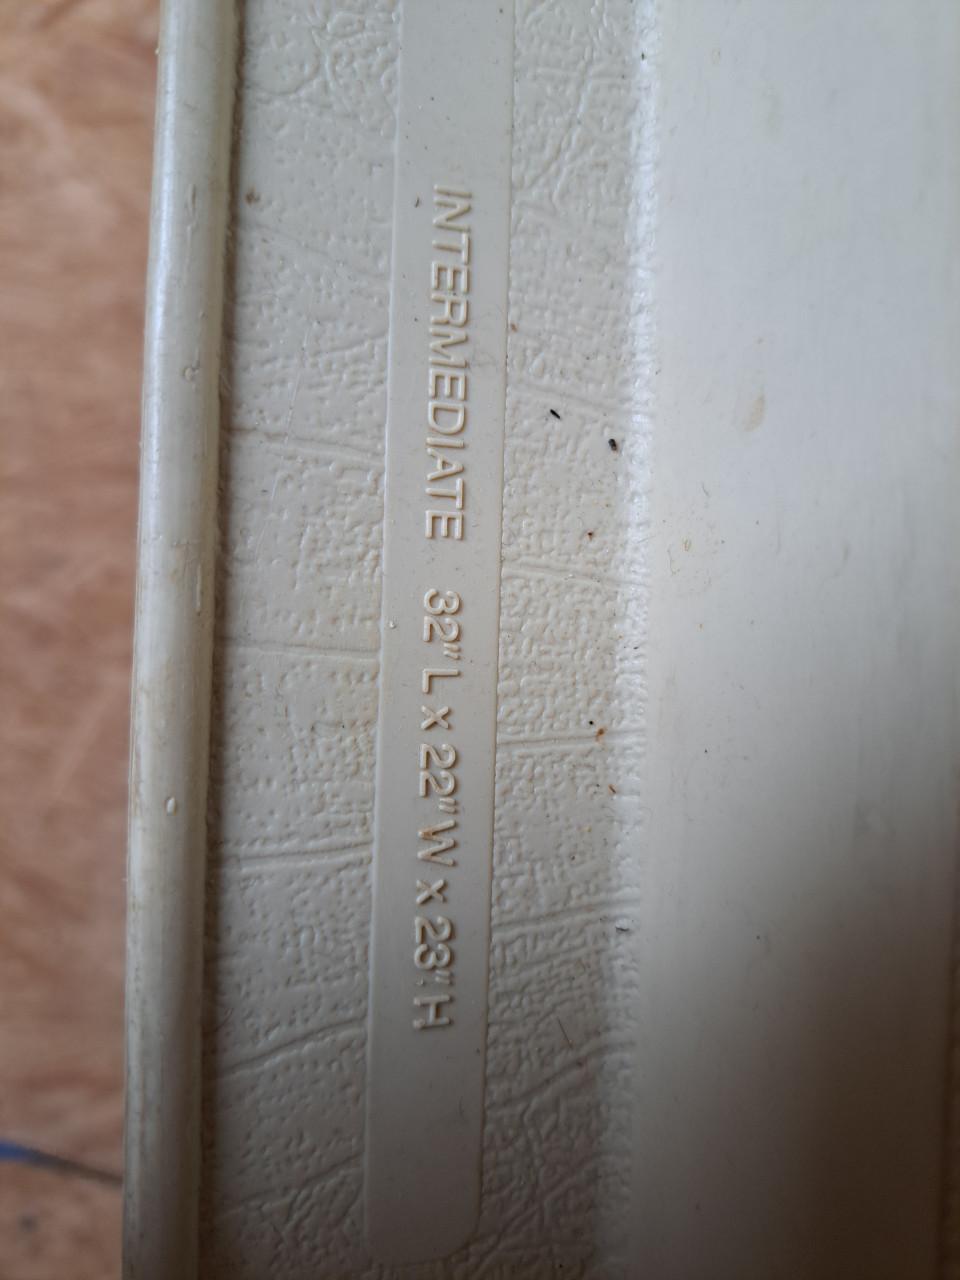 INTERMEDIATE 32" L x 22" W x 23" H